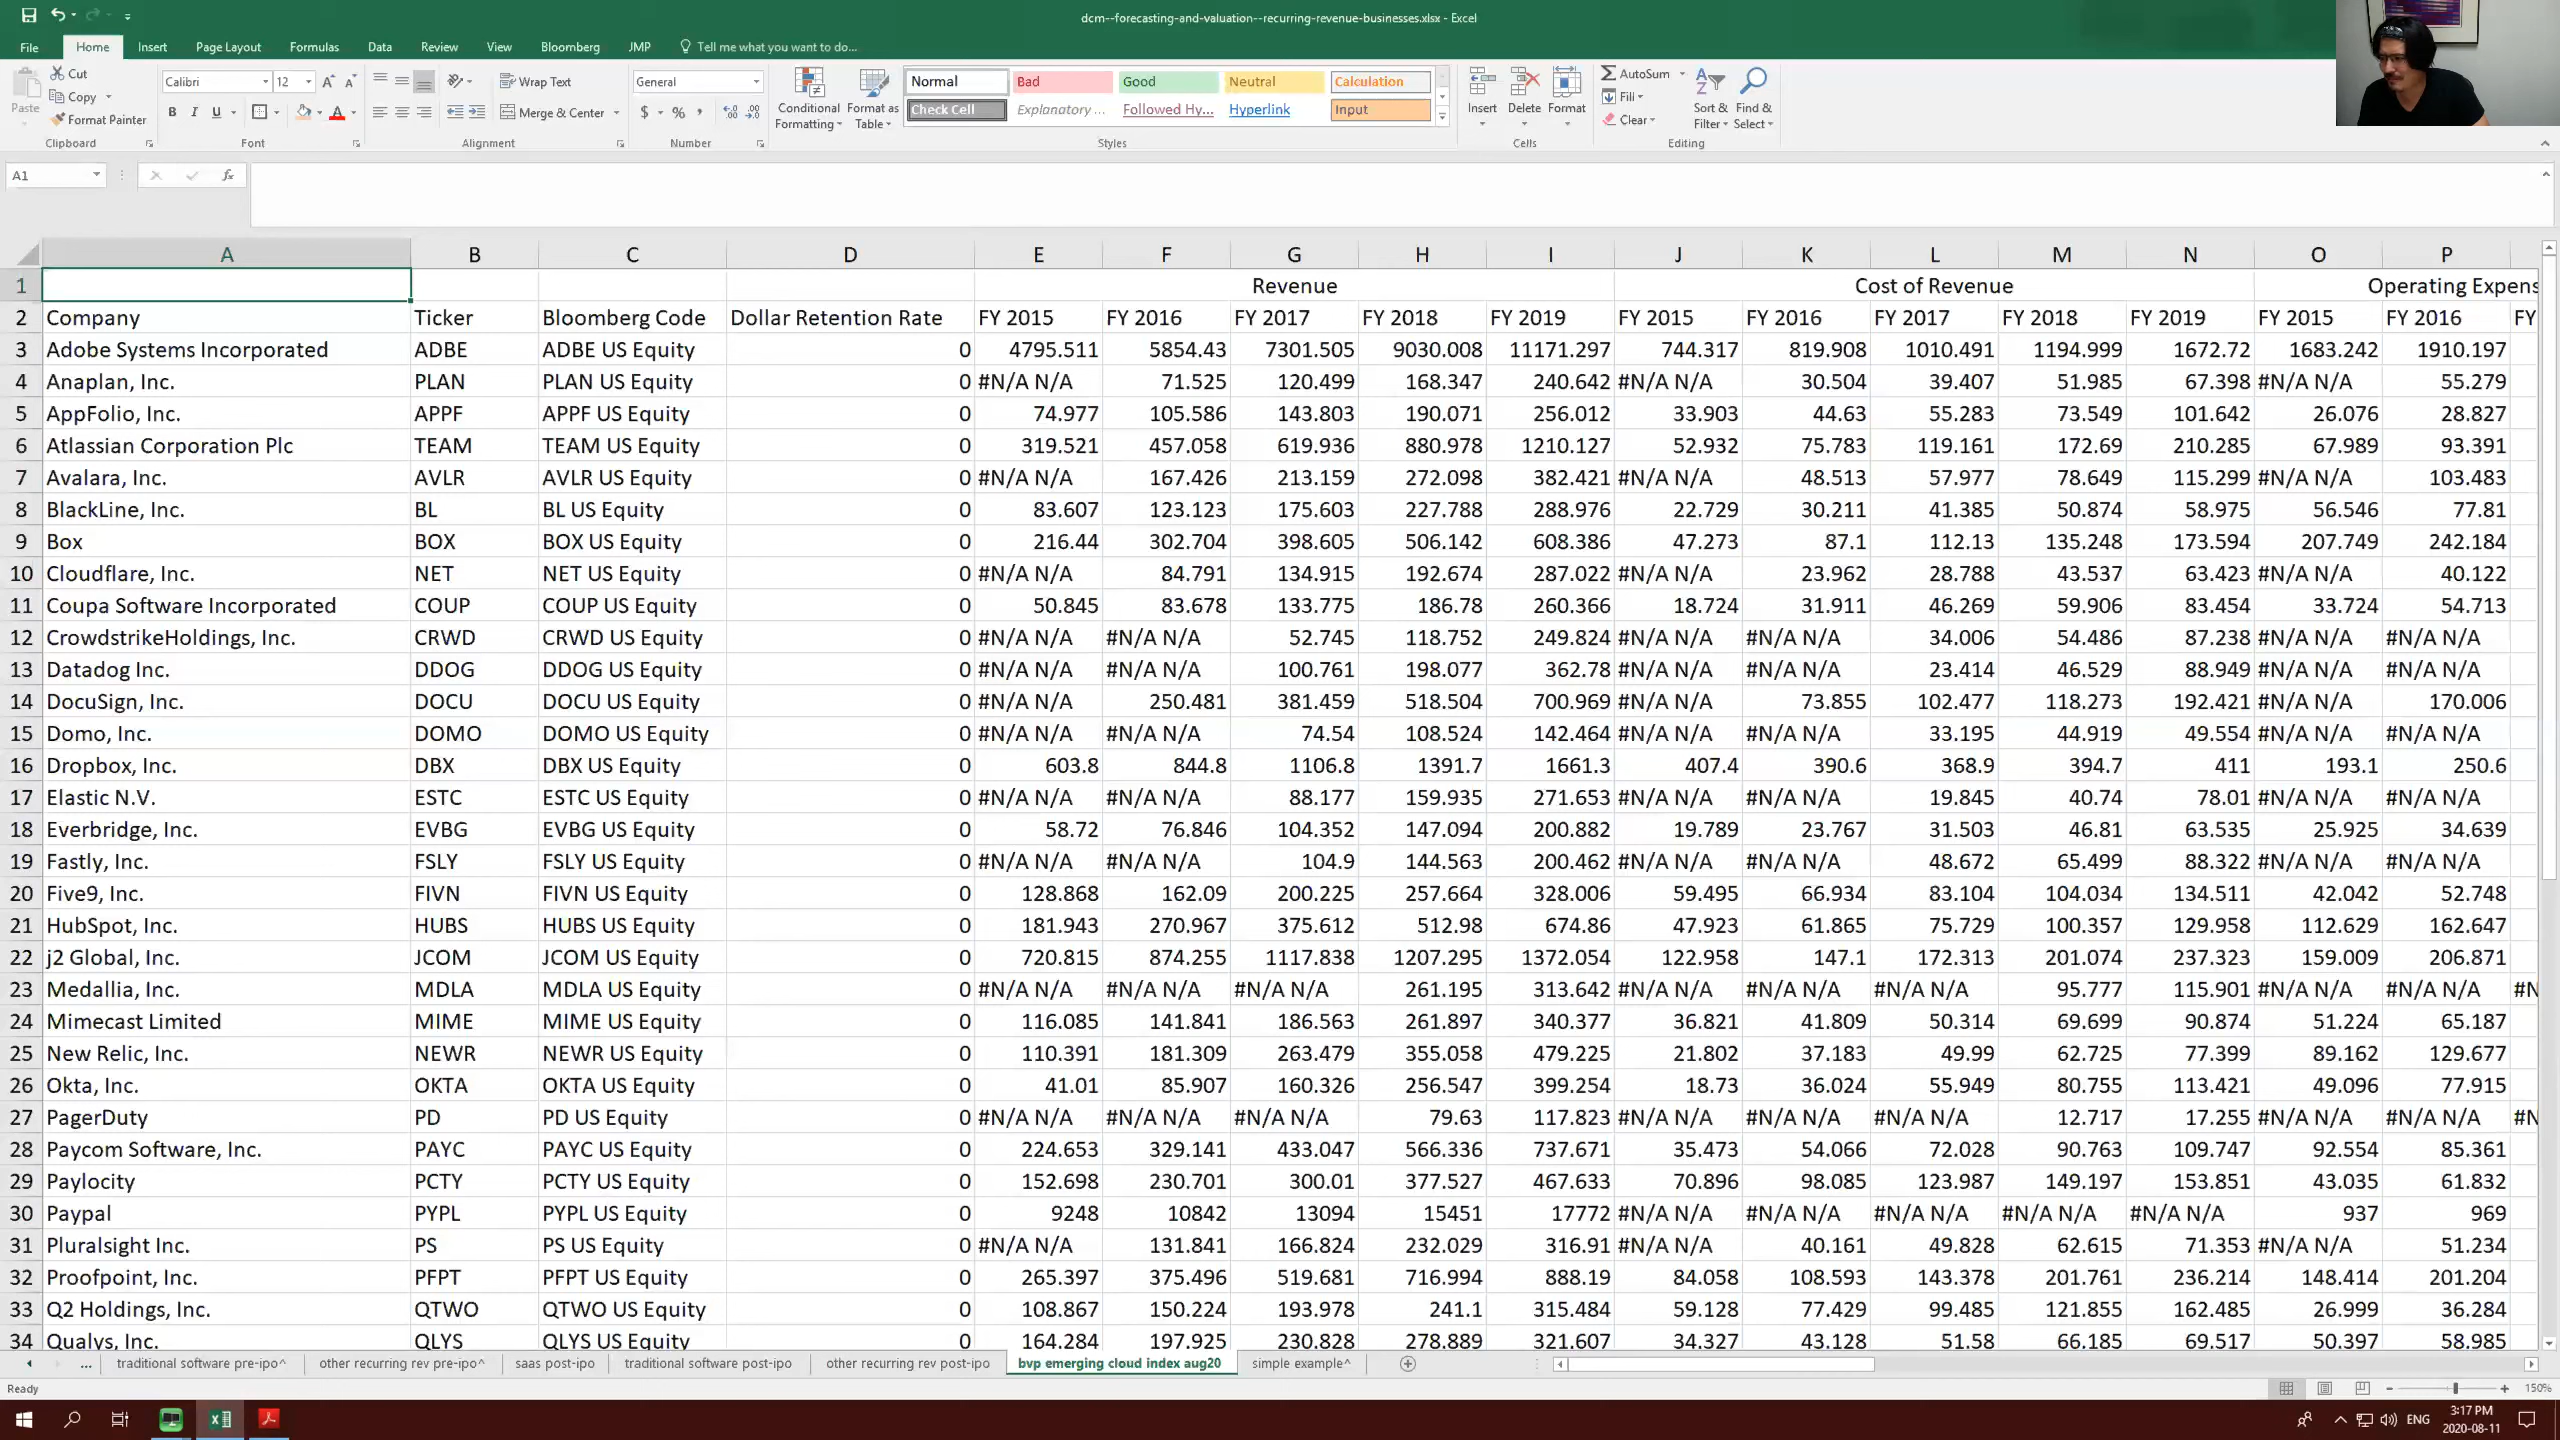 dcm--forecasting-and-valuation--recurring-revenue-businesses.xlsx - Excel
File Home Insert Page Layout Formulas Data Review View Bloomberg JMP Tell me what you want to do...
Paste Cut Copy Format Painter Clipboard
Calibri 12 Font
Wrap Text Merge & Center Alignment
General Number
Conditional Formatting Format as Table
Normal Bad Good Neutral Calculation
Check Cell Explanatory ... Followed Hy... Hyperlink Input
Styles
Insert Delete Format Cells
AutoSum Fill Clear Sort & Filter Find & Select Editing
A1 fx
A B C D E F G H I J K L M N O P
1 Revenue Cost of Revenue Operating Expens
2 Company Ticker Bloomberg Code Dollar Retention Rate FY 2015 FY 2016 FY 2017 FY 2018 FY 2019 FY 2015 FY 2016 FY 2017 FY 2018 FY 2019 FY 2015 FY 2016 FY
3 Adobe Systems Incorporated ADBE ADBE US Equity 0 4795.511 5854.43 7301.505 9030.008 11171.297 744.317 819.908 1010.491 1194.999 1672.72 1683.242 1910.197
4 Anaplan, Inc. PLAN PLAN US Equity 0 #N/A N/A 71.525 120.499 168.347 240.642 #N/A N/A 30.504 39.407 51.985 67.398 #N/A N/A 55.279
5 AppFolio, Inc. APPF APPF US Equity 0 74.977 105.586 143.803 190.071 256.012 33.903 44.63 55.283 73.549 101.642 26.076 28.827
6 Atlassian Corporation Plc TEAM TEAM US Equity 0 319.521 457.058 619.936 880.978 1210.127 52.932 75.783 119.161 172.69 210.285 67.989 93.391
7 Avalara, Inc. AVLR AVLR US Equity 0 #N/A N/A 167.426 213.159 272.098 382.421 #N/A N/A 48.513 57.977 78.649 115.299 #N/A N/A 103.483
8 BlackLine, Inc. BL BL US Equity 0 83.607 123.123 175.603 227.788 288.976 22.729 30.211 41.385 50.874 58.975 56.546 77.81
9 Box BOX BOX US Equity 0 216.44 302.704 398.605 506.142 608.386 47.273 87.1 112.13 135.248 173.594 207.749 242.184
10 Cloudflare, Inc. NET NET US Equity 0 #N/A N/A 84.791 134.915 192.674 287.022 #N/A N/A 23.962 28.788 43.537 63.423 #N/A N/A 40.122
11 Coupa Software Incorporated COUP COUP US Equity 0 50.845 83.678 133.775 186.78 260.366 18.724 31.911 46.269 59.906 83.454 33.724 54.713
12 CrowdstrikeHoldings, Inc. CRWD CRWD US Equity 0 #N/A N/A #N/A N/A 52.745 118.752 249.824 #N/A N/A #N/A N/A 34.006 54.486 87.238 #N/A N/A #N/A N/A
13 Datadog Inc. DDOG DDOG US Equity 0 #N/A N/A #N/A N/A 100.761 198.077 362.78 #N/A N/A #N/A N/A 23.414 46.529 88.949 #N/A N/A #N/A N/A
14 DocuSign, Inc. DOCU DOCU US Equity 0 #N/A N/A 250.481 381.459 518.504 700.969 #N/A N/A 73.855 102.477 118.273 192.421 #N/A N/A 170.006
15 Domo, Inc. DOMO DOMO US Equity 0 #N/A N/A #N/A N/A 74.54 108.524 142.464 #N/A N/A #N/A N/A 33.195 44.919 49.554 #N/A N/A #N/A N/A
16 Dropbox, Inc. DBX DBX US Equity 0 603.8 844.8 1106.8 1391.7 1661.3 407.4 390.6 368.9 394.7 411 193.1 250.6
17 Elastic N.V. ESTC ESTC US Equity 0 #N/A N/A #N/A N/A 88.177 159.935 271.653 #N/A N/A #N/A N/A 19.845 40.74 78.01 #N/A N/A #N/A N/A
18 Everbridge, Inc. EVBG EVBG US Equity 0 58.72 76.846 104.352 147.094 200.882 19.789 23.767 31.503 46.81 63.535 25.925 34.639
19 Fastly, Inc. FSLY FSLY US Equity 0 #N/A N/A #N/A N/A 104.9 144.563 200.462 #N/A N/A #N/A N/A 48.672 65.499 88.322 #N/A N/A #N/A N/A
20 Five9, Inc. FIVN FIVN US Equity 0 128.868 162.09 200.225 257.664 328.006 59.495 66.934 83.104 104.034 134.511 42.042 52.748
21 HubSpot, Inc. HUBS HUBS US Equity 0 181.943 270.967 375.612 512.98 674.86 47.923 61.865 75.729 100.357 129.958 112.629 162.647
22 j2 Global, Inc. JCOM JCOM US Equity 0 720.815 874.255 1117.838 1207.295 1372.054 122.958 147.1 172.313 201.074 237.323 159.009 206.871
23 Medallia, Inc. MDLA MDLA US Equity 0 #N/A N/A #N/A N/A #N/A N/A 261.195 313.642 #N/A N/A #N/A N/A #N/A N/A 95.777 115.901 #N/A N/A #N/A N/A #N
24 Mimecast Limited MIME MIME US Equity 0 116.085 141.841 186.563 261.897 340.377 36.821 41.809 50.314 69.699 90.874 51.224 65.187
25 New Relic, Inc. NEWR NEWR US Equity 0 110.391 181.309 263.479 355.058 479.225 21.802 37.183 49.99 62.725 77.399 89.162 129.677
26 Okta, Inc. OKTA OKTA US Equity 0 41.01 85.907 160.326 256.547 399.254 18.73 36.024 55.949 80.755 113.421 49.096 77.915
27 PagerDuty PD PD US Equity 0 #N/A N/A #N/A N/A #N/A N/A 79.63 117.823 #N/A N/A #N/A N/A #N/A N/A 12.717 17.255 #N/A N/A #N/A N/A #N
28 Paycom Software, Inc. PAYC PAYC US Equity 0 224.653 329.141 433.047 566.336 737.671 35.473 54.066 72.028 90.763 109.747 92.554 85.361
29 Paylocity PCTY PCTY US Equity 0 152.698 230.701 300.01 377.527 467.633 70.896 98.085 123.987 149.197 153.851 43.035 61.832
30 Paypal PYPL PYPL US Equity 0 9248 10842 13094 15451 17772 #N/A N/A #N/A N/A #N/A N/A #N/A N/A #N/A N/A 937 969
31 Pluralsight Inc. PS PS US Equity 0 #N/A N/A 131.841 166.824 232.029 316.91 #N/A N/A 40.161 49.828 62.615 71.353 #N/A N/A 51.234
32 Proofpoint, Inc. PFPT PFPT US Equity 0 265.397 375.496 519.681 716.994 888.19 84.058 108.593 143.378 201.761 236.214 148.414 201.204
33 Q2 Holdings, Inc. QTWO QTWO US Equity 0 108.867 150.224 193.978 241.1 315.484 59.128 77.429 99.485 121.855 162.485 26.999 36.284
34 Qualys, Inc. QLYS QLYS US Equity 0 164.284 197.925 230.828 278.889 321.607 34.327 43.128 51.58 66.185 69.517 50.397 58.985
... traditional software pre-ipo^ other recurring rev pre-ipo^ saas post-ipo traditional software post-ipo other recurring rev post-ipo bvp emerging cloud index aug20 simple example^
Ready 150%
ENG 3:17 PM
2020-08-11